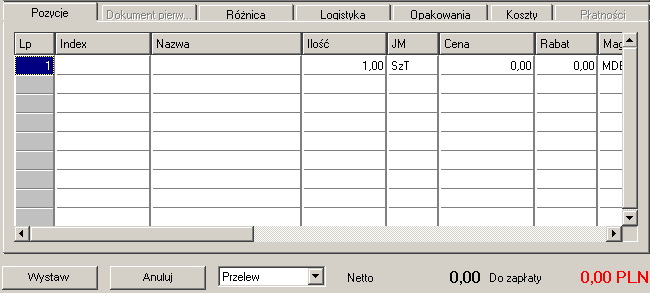 Pozycje Dokument pierw... Różnica Logistyka Opakowania Koszty Płatności
Lp Index Nazwa Ilość JM Cena Rabat Mag
1 1,00 SzT 0,00 0,00 MDE
Wystaw Anuluj Przelew Netto 0,00 Do zapłaty 0,00 PLN